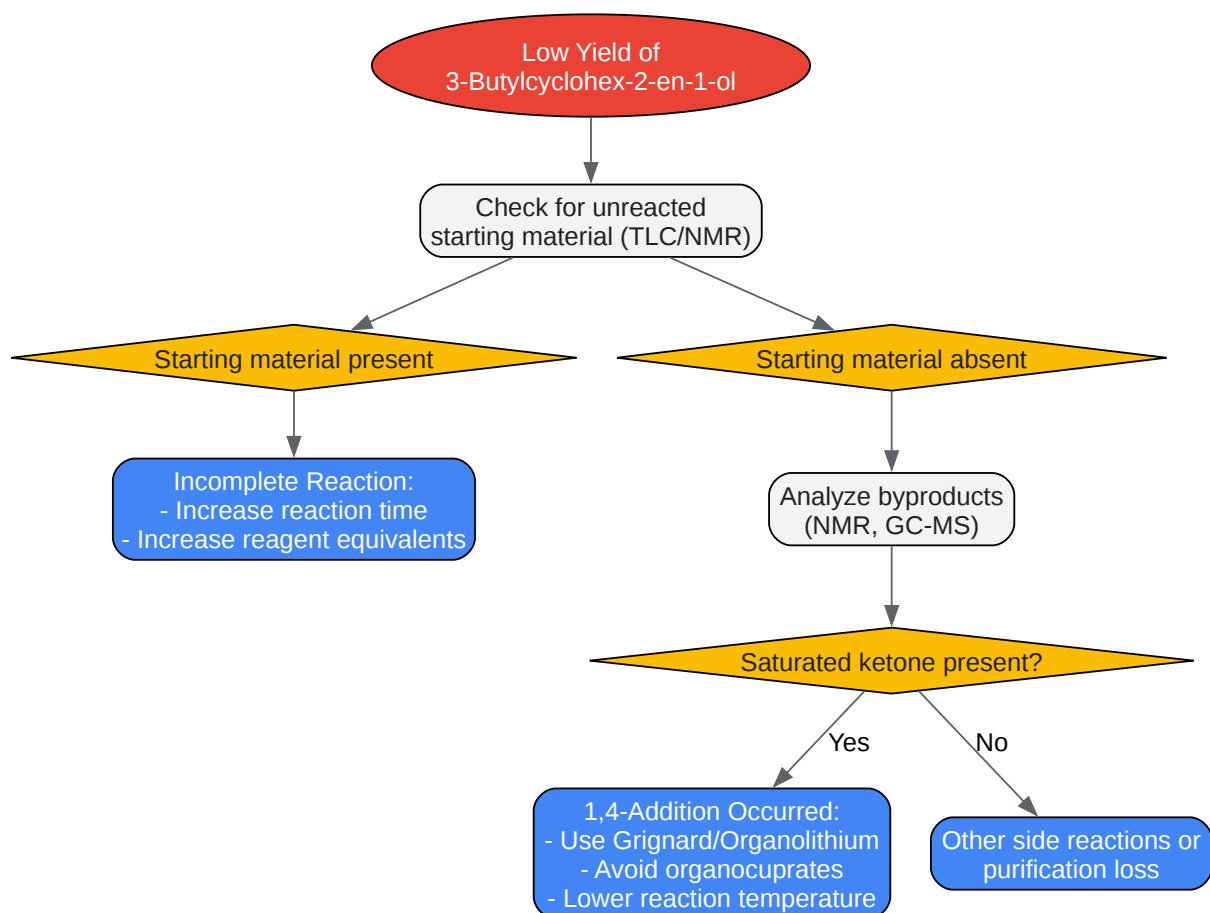 Low Yield of
3-Butylcyclohex-2-en-1-ol
Check for unreacted
starting material (TLC/NMR)
Starting material present
Starting material absent
Incomplete Reaction:
- Increase reaction time
- Increase reagent equivalents
Analyze byproducts
(NMR, GC-MS)
Saturated ketone present?
Yes
No
1,4-Addition Occurred:
- Use Grignard/Organolithium
- Avoid organocuprates
- Lower reaction temperature
Other side reactions or
purification loss